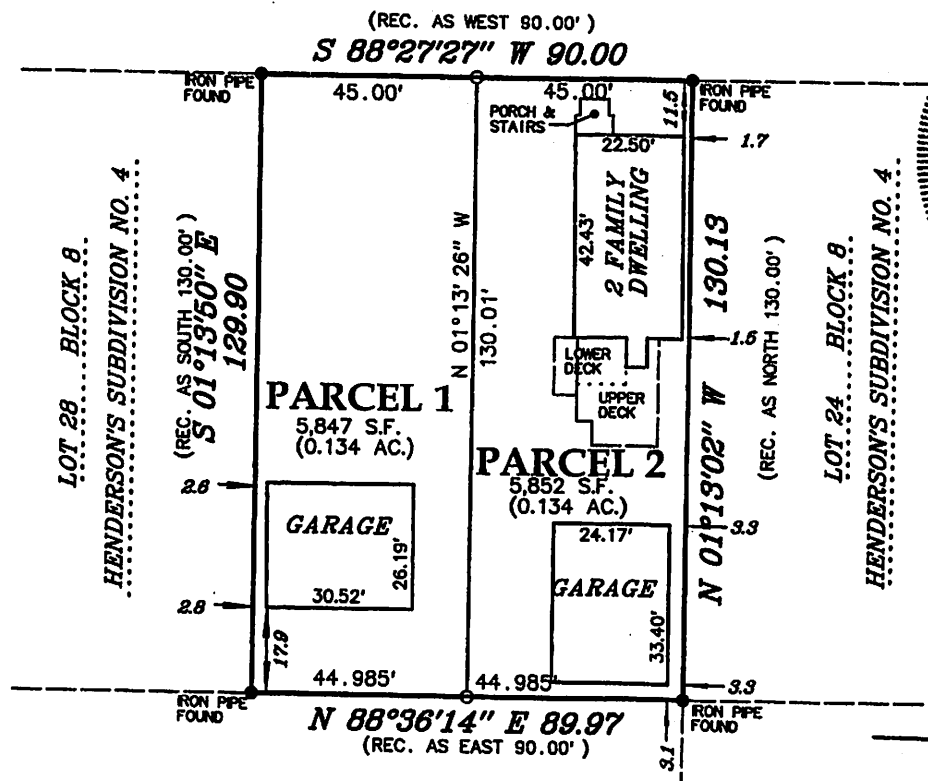 (REC. AS WEST 90.00')
S 88°27'27" W 90.00
IRON PIPE
FOUND
45.00'
45.00'
IRON PIPE
FOUND
PORCH &
STAIRS
11.5
1.7
22.50'
42.43'
2 FAMILY
DWELLING
LOT 28 BLOCK 8
HENDERSON'S SUBDIVISION NO. 4
(REC. AS SOUTH 130.00')
S 01°13'50" E
129.90
N 01°13'26" W
130.01'
N 01°13'02" W 130.13
(REC. AS NORTH 130.00')
LOT 24 BLOCK 8
HENDERSON'S SUBDIVISION NO. 4
1.5
LOWER
DECK
UPPER
DECK
PARCEL 1
5,847 S.F.
(0.134 AC.)
PARCEL 2
5,852 S.F.
(0.134 AC.)
2.6
GARAGE
26.19'
30.52'
2.8
17.9
3.3
24.17'
GARAGE
33.40'
3.3
44.985'
44.985'
IRON PIPE
FOUND
IRON PIPE
FOUND
N 88°36'14" E 89.97
(REC. AS EAST 90.00')
3.1